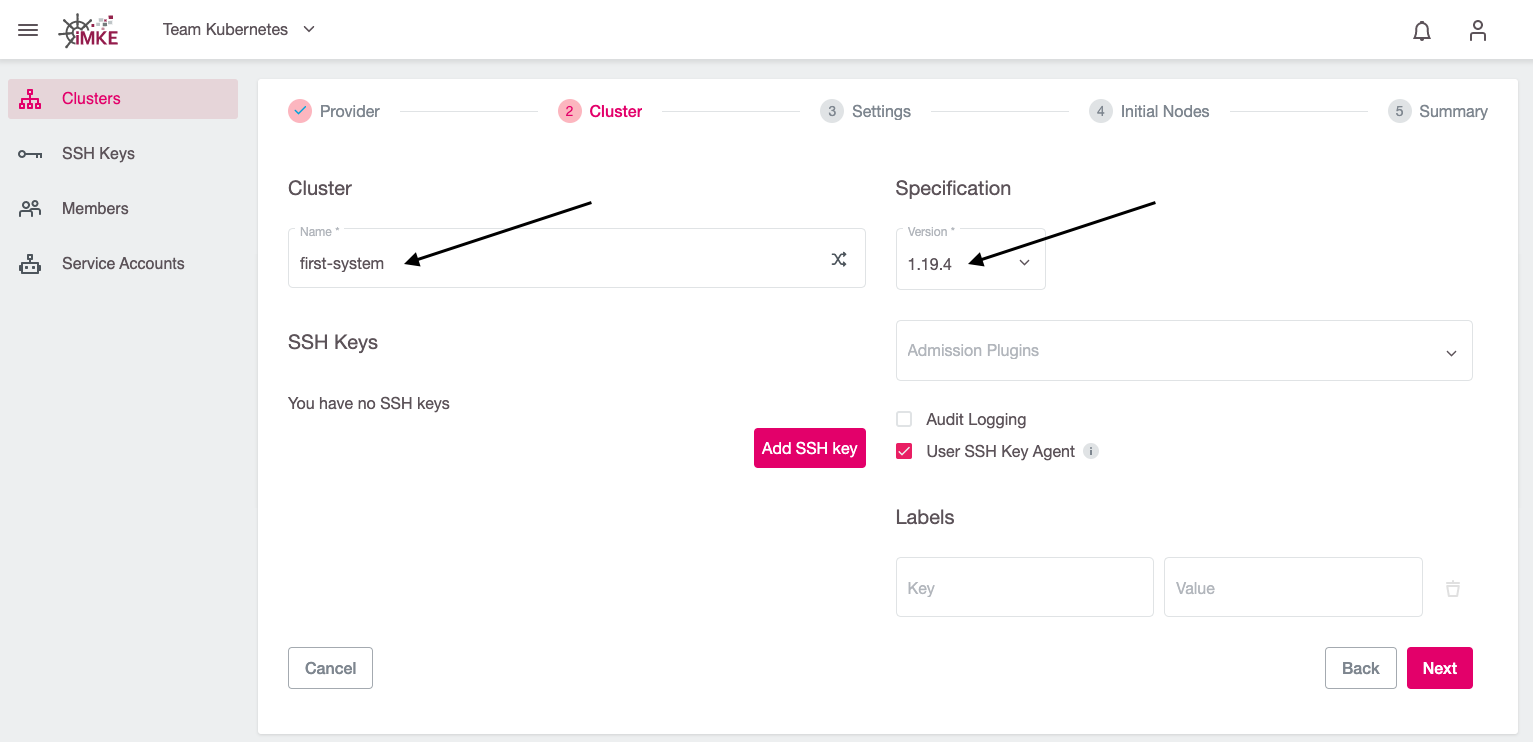 iMKE
Team Kubernetes
Clusters
SSH Keys
Members
Service Accounts
Provider
2 Cluster
3 Settings
4 Initial Nodes
5 Summary
Cluster
Name *
first-system
SSH Keys
You have no SSH keys
Add SSH key
Specification
Version *
1.19.4
Admission Plugins
Audit Logging
User SSH Key Agent i
Labels
Key Value
Cancel
Back Next